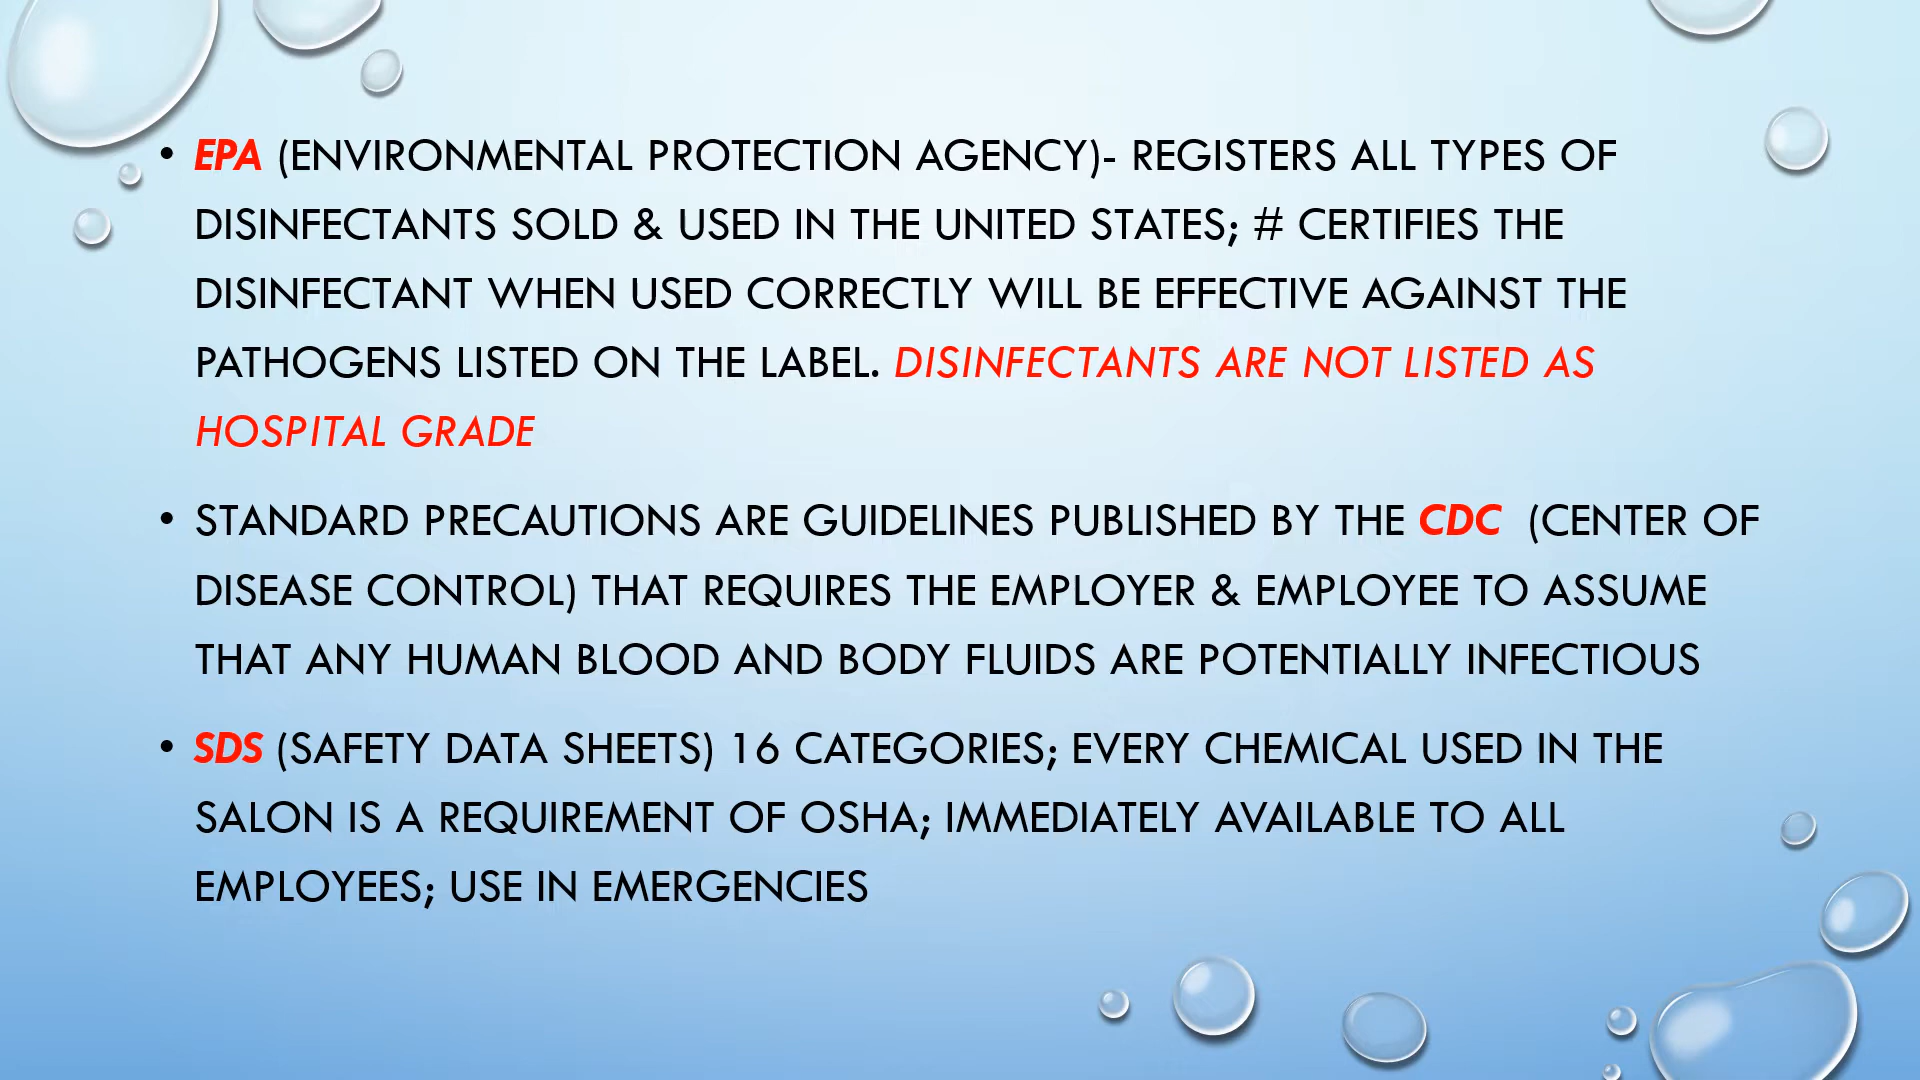 • EPA (ENVIRONMENTAL PROTECTION AGENCY)- REGISTERS ALL TYPES OF
DISINFECTANTS SOLD & USED IN THE UNITED STATES; # CERTIFIES THE
DISINFECTANT WHEN USED CORRECTLY WILL BE EFFECTIVE AGAINST THE
PATHOGENS LISTED ON THE LABEL. DISINFECTANTS ARE NOT LISTED AS
HOSPITAL GRADE
• STANDARD PRECAUTIONS ARE GUIDELINES PUBLISHED BY THE CDC (CENTER OF
DISEASE CONTROL) THAT REQUIRES THE EMPLOYER & EMPLOYEE TO ASSUME
THAT ANY HUMAN BLOOD AND BODY FLUIDS ARE POTENTIALLY INFECTIOUS
• SDS (SAFETY DATA SHEETS) 16 CATEGORIES; EVERY CHEMICAL USED IN THE
SALON IS A REQUIREMENT OF OSHA; IMMEDIATELY AVAILABLE TO ALL
EMPLOYEES; USE IN EMERGENCIES